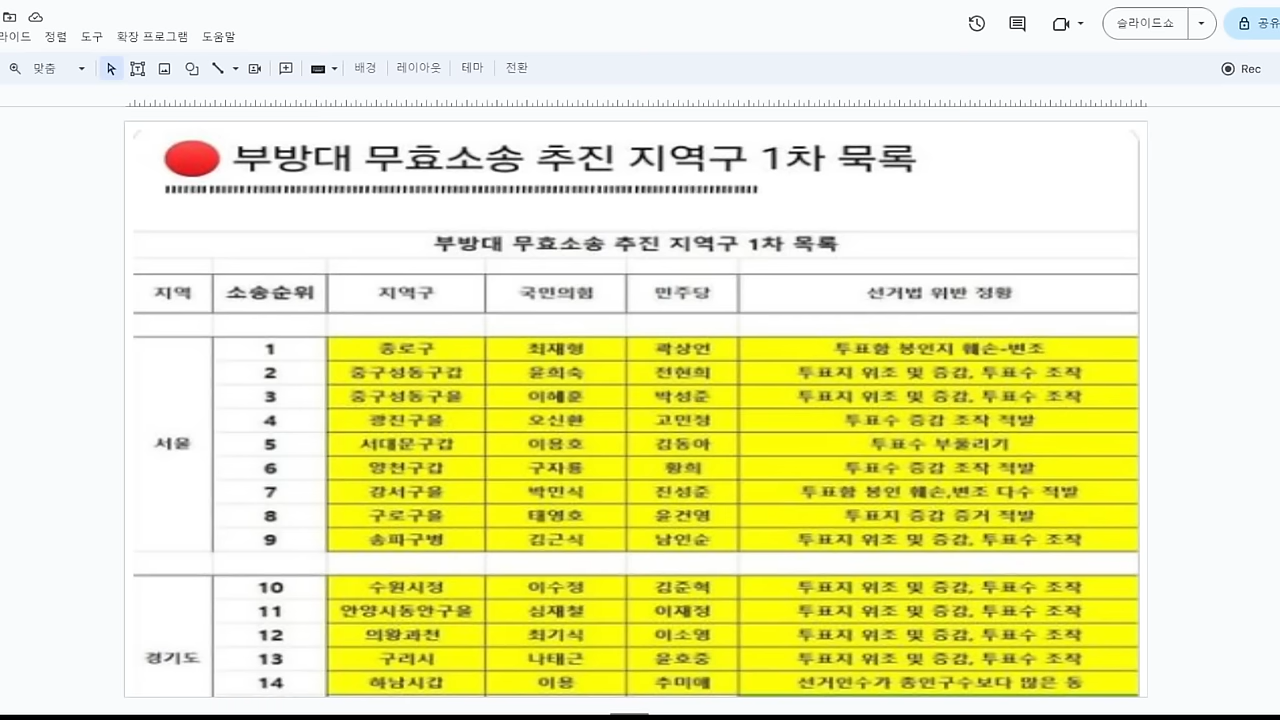 라이드 정렬 도구 확장 프로그램 도움말
슬라이드쇼
공유
맞춤 배경 레이아웃 테마 전환 Rec
부방대 무효소송 추진 지역구 1차 묵록
부방대 무효소송 추진 지역구 1차 목록
지역 소송순위 지역구 국민의힘 민주당 선거법 위반 정황
서울
1 종로구 최재형 곽상언 투표함 봉인지 훼손-변조
2 중구성동구갑 윤희숙 전현희 투표지 위조 및 증감, 투표수 조작
3 중구성동구을 이혜훈 박성준 투표지 위조 및 증감, 투표수 조작
4 광진구을 오신환 고민정 투표수 증감 조작 적발
5 서대문구갑 이용호 김동아 투표수 부풀리기
6 양천구갑 구자룡 황희 투표수 증감 조작 적발
7 강서구을 박민식 진성준 투표함 봉인 훼손,변조 다수 적발
8 구로구을 태영호 윤건영 투표지 증감 증거 적발
9 송파구병 김근식 남인순 투표지 위조 및 증감, 투표수 조작
경기도
10 수원시정 이수정 김준혁 투표지 위조 및 증감, 투표수 조작
11 안양시동안구을 심재철 이재정 투표지 위조 및 증감, 투표수 조작
12 의왕과천 최기식 이소영 투표지 위조 및 증감, 투표수 조작
13 구리시 나태근 윤호중 투표지 위조 및 증감, 투표수 조작
14 하남시갑 이용 추미애 선거인수가 총인구수보다 많은 동